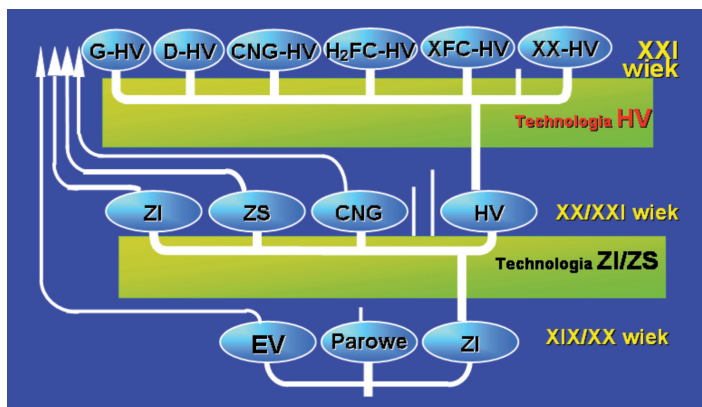 G-HV D-HV CNG-HV H₂FC-HV XFC-HV XX-HV XXI
wiek
Technologia HV
ZI ZS CNG HV XX/XXI wiek
Technologia ZI/ZS
EV Parowe ZI XIX/XX wiek